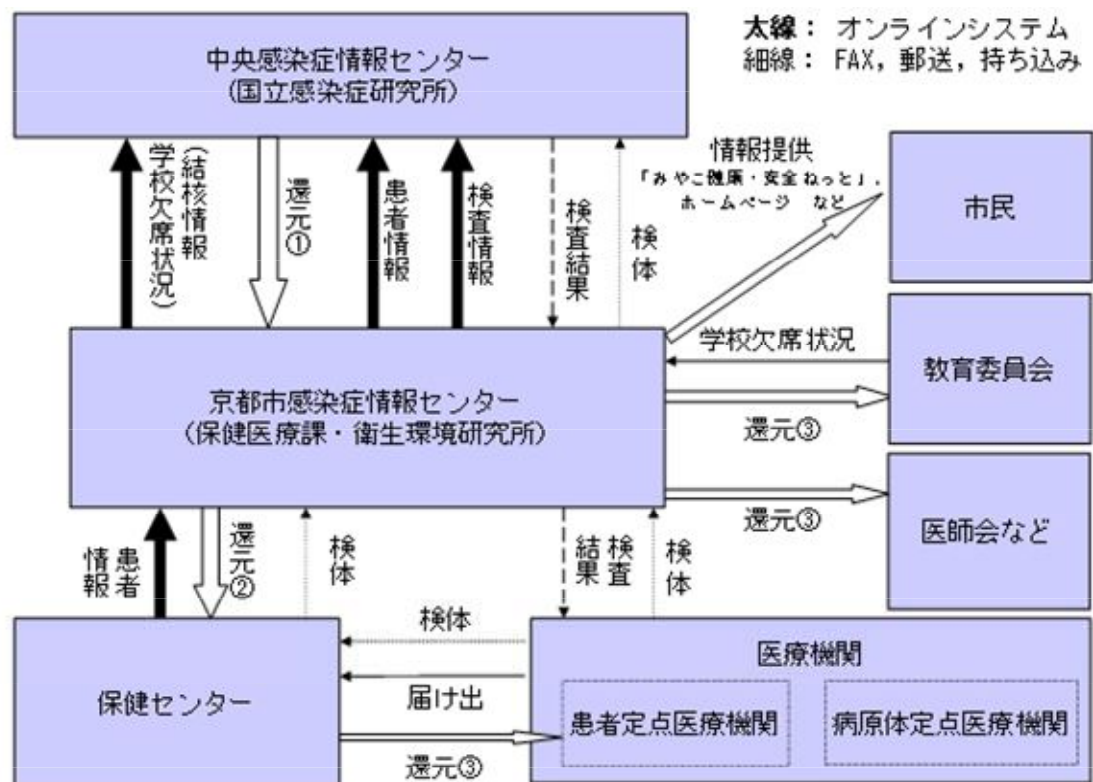 太線： オンラインシステム
細線： FAX，郵送，持ち込み
中央感染症情報センター
(国立感染症研究所)
(結核情報
学校欠席状況)
還元①
患者情報
検査情報
検査結果
検体
情報提供
「みやこ健康・安全ねっと」，
ホームページ など
市民
学校欠席状況
教育委員会
還元③
京都市感染症情報センター
(保健医療課・衛生環境研究所)
還元③
医師会など
患者
情報
還元②
検体
検査
結果
検体
検体
届け出
還元③
保健センター
医療機関
患者定点医療機関
病原体定点医療機関